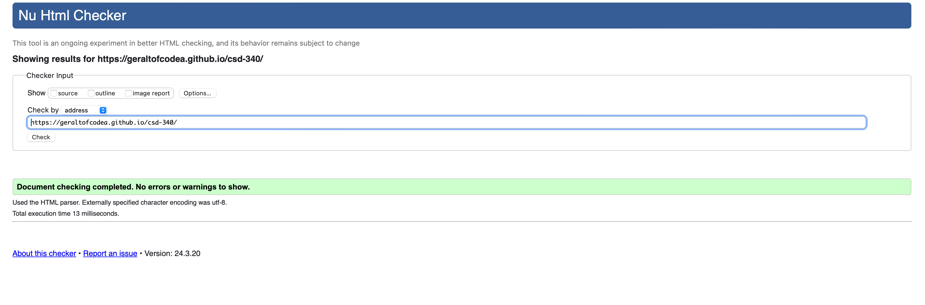 Nu Html Checker
This tool is an ongoing experiment in better HTML checking, and its behavior remains subject to change
Showing results for https://geraltofcodea.github.io/csd-340/
Checker Input
Show source outline image report Options...
Check by address
https://geraltofcodea.github.io/csd-340/
Check
Document checking completed. No errors or warnings to show.
Used the HTML parser. Externally specified character encoding was utf-8.
Total execution time 13 milliseconds.
About this checker • Report an issue • Version: 24.3.20